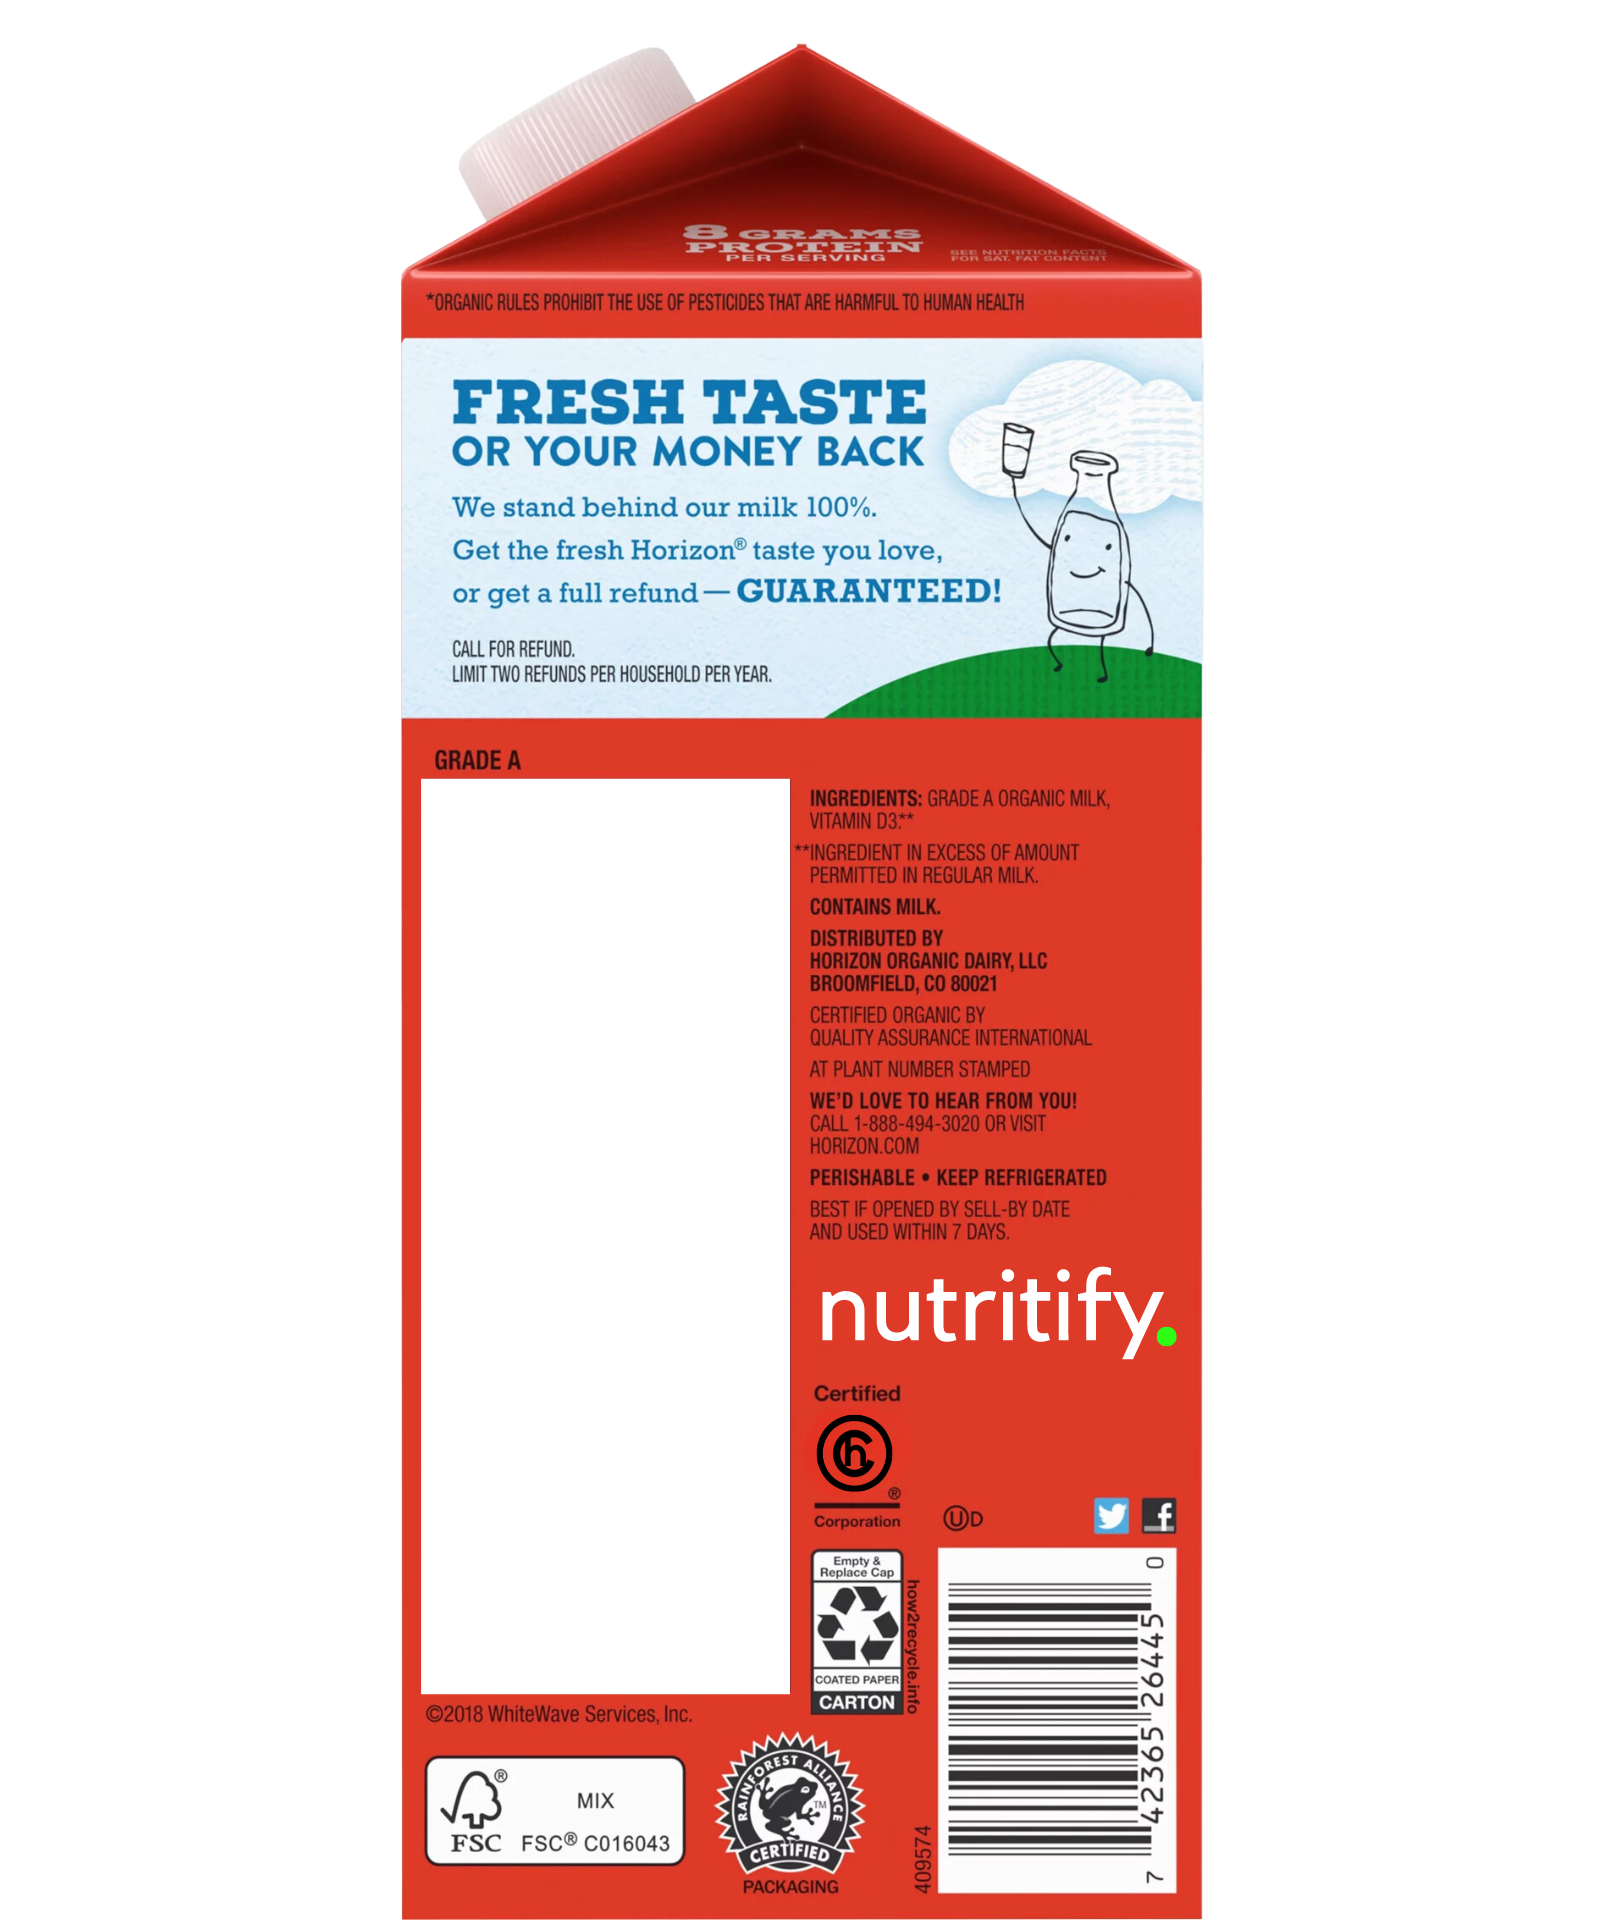 8 GRAMS
PROTEIN
PER SERVING
SEE NUTRITION FACTS
FOR SAT. FAT CONTENT
*ORGANIC RULES PROHIBIT THE USE OF PESTICIDES THAT ARE HARMFUL TO HUMAN HEALTH
FRESH TASTE
OR YOUR MONEY BACK
We stand behind our milk 100%.
Get the fresh Horizon® taste you love,
or get a full refund — GUARANTEED!
CALL FOR REFUND.
LIMIT TWO REFUNDS PER HOUSEHOLD PER YEAR.
GRADE A
INGREDIENTS: GRADE A ORGANIC MILK,
VITAMIN D3.**
**INGREDIENT IN EXCESS OF AMOUNT
PERMITTED IN REGULAR MILK.
CONTAINS MILK.
DISTRIBUTED BY
HORIZON ORGANIC DAIRY, LLC
BROOMFIELD, CO 80021
CERTIFIED ORGANIC BY
QUALITY ASSURANCE INTERNATIONAL
AT PLANT NUMBER STAMPED
WE'D LOVE TO HEAR FROM YOU!
CALL 1-888-494-3020 OR VISIT
HORIZON.COM
PERISHABLE • KEEP REFRIGERATED
BEST IF OPENED BY SELL-BY DATE
AND USED WITHIN 7 DAYS.
nutritify.
Certified
hC
®
Corporation
UD
f
Empty &
Replace Cap
COATED PAPER
CARTON
how2recycle.info
7 42365 26445 0
409574
©2018 WhiteWave Services, Inc.
®
FSC
MIX
FSC® C016043
RAINFOREST ALLIANCE
TM
CERTIFIED
PACKAGING